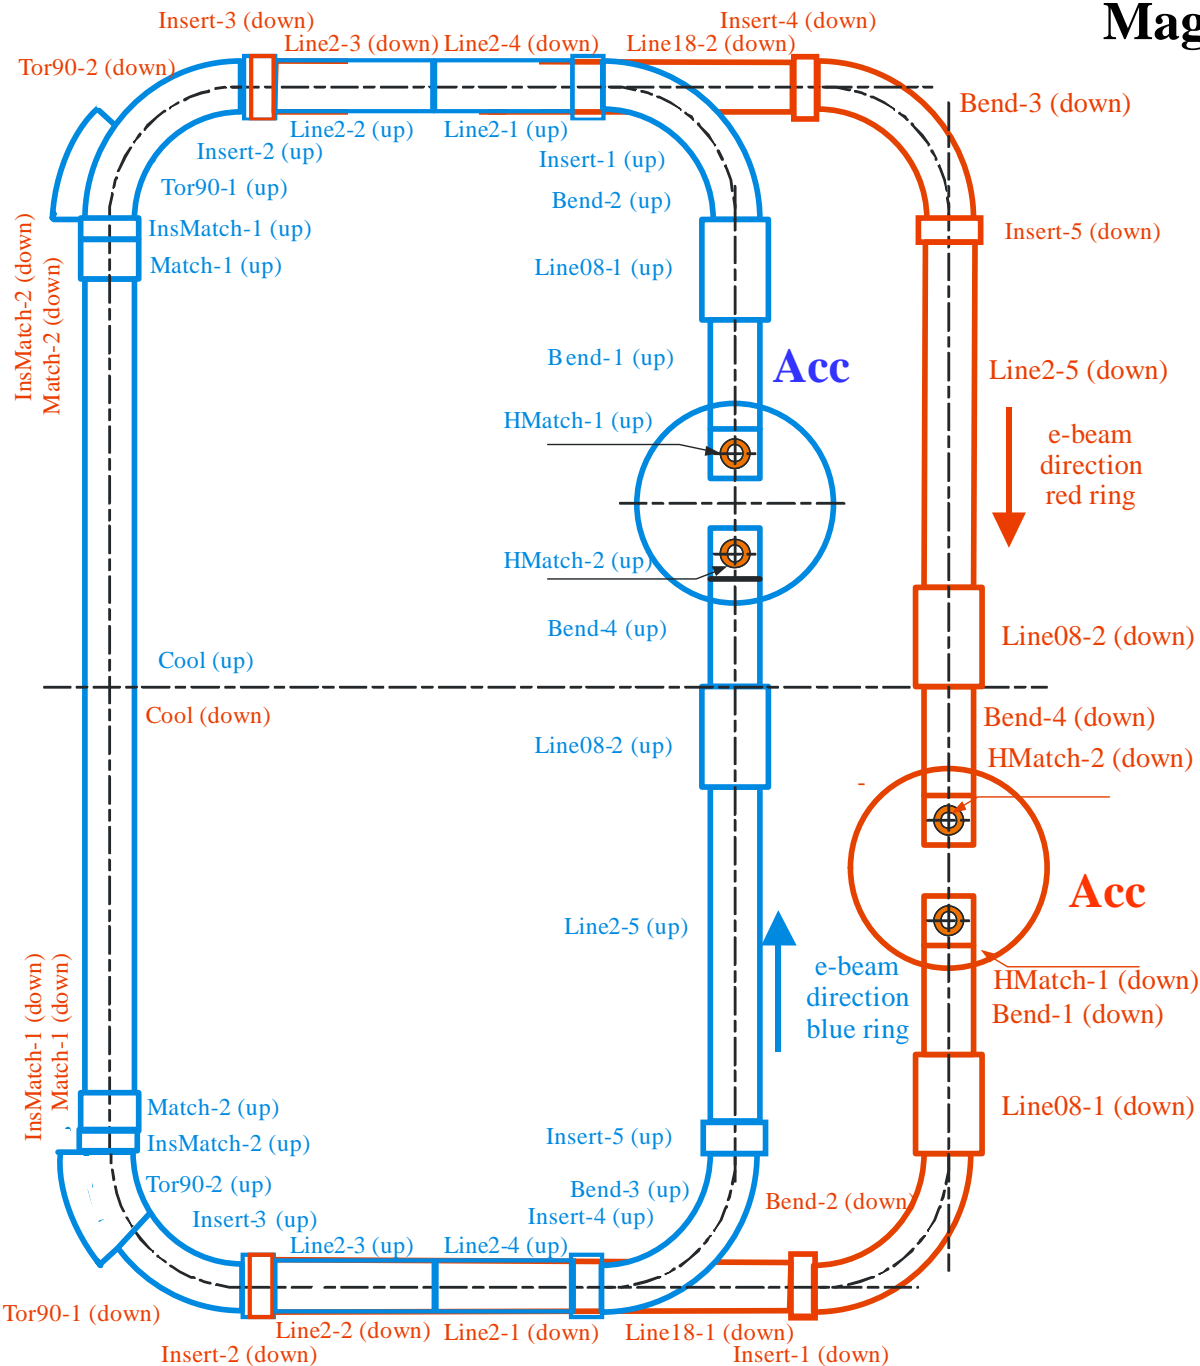 Mag
Insert-3 (down)
Insert-4 (down)
Line2-3 (down)
Line2-4 (down)
Line18-2 (down)
Tor90-2 (down)
Bend-3 (down)
Line2-2 (up)
Line2-1 (up)
Insert-2 (up)
Insert-1 (up)
Tor90-1 (up)
Bend-2 (up)
InsMatch-1 (up)
Insert-5 (down)
Match-1 (up)
Line08-1 (up)
InsMatch-2 (down)
Match-2 (down)
Bend-1 (up)
Acc
Line2-5 (down)
HMatch-1 (up)
e-beam
direction
red ring
HMatch-2 (up)
Bend-4 (up)
Line08-2 (down)
Cool (up)
Cool (down)
Bend-4 (down)
Line08-2 (up)
HMatch-2 (down)
-
Acc
Line2-5 (up)
e-beam
direction
blue ring
HMatch-1 (down)
Bend-1 (down)
InsMatch-1 (down)
Match-1 (down)
Match-2 (up)
Line08-1 (down)
InsMatch-2 (up)
Insert-5 (up)
Tor90-2 (up)
Bend-3 (up)
Bend-2 (down)
Insert-3 (up)
Insert-4 (up)
Line2-3 (up)
Line2-4 (up)
Tor90-1 (down)
Line2-2 (down)
Line2-1 (down)
Line18-1 (down)
Insert-2 (down)
Insert-1 (down)